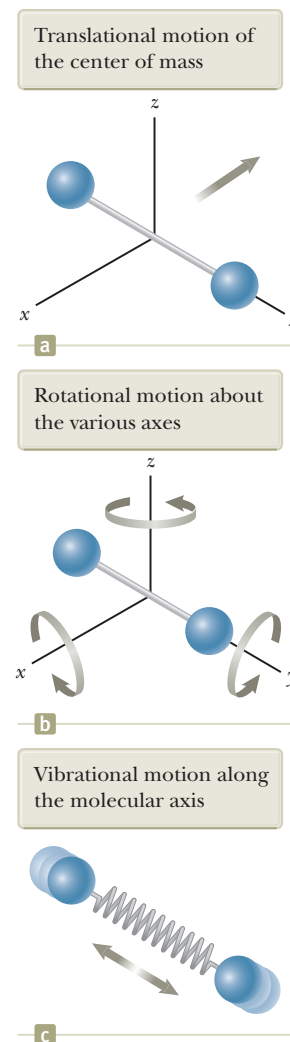 Translational motion of
the center of mass
z
x
a
Rotational motion about
the various axes
z
x
b
Vibrational motion along
the molecular axis
c